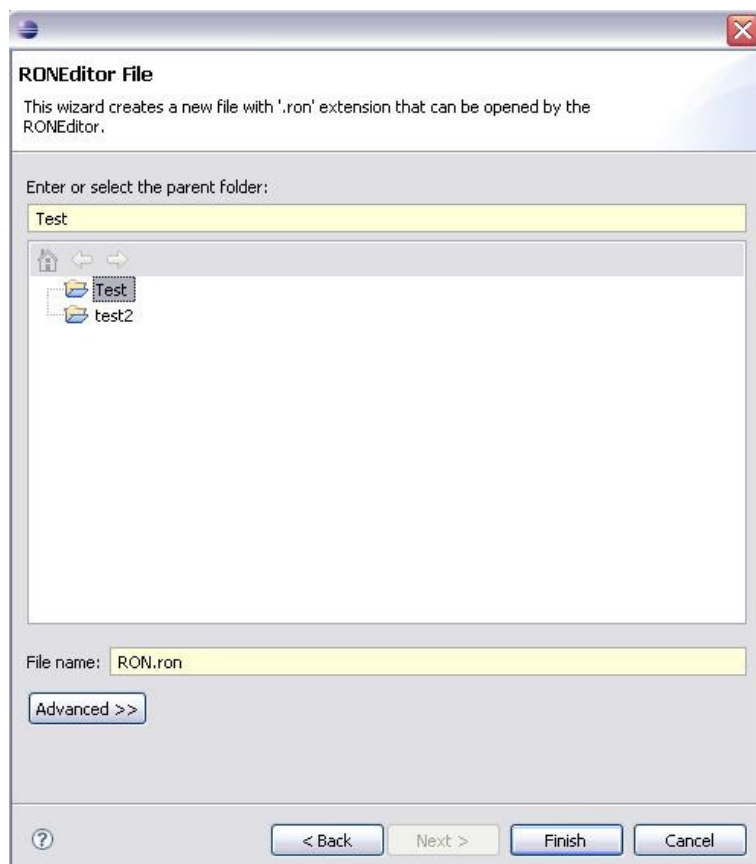 RONEditor File
This wizard creates a new file with '.ron' extension that can be opened by the
RONEditor.
Enter or select the parent folder:
Test
Test
test2
File name: RON.ron
Advanced >>
< Back Next > Finish Cancel